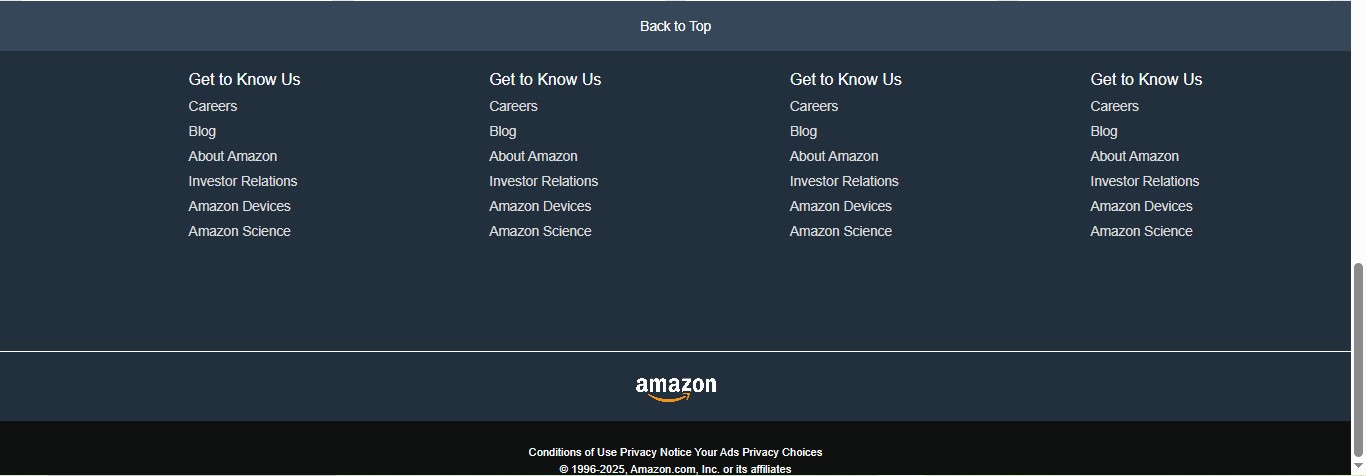 Back to Top
Get to Know Us
Careers
Blog
About Amazon
Investor Relations
Amazon Devices
Amazon Science
Get to Know Us
Careers
Blog
About Amazon
Investor Relations
Amazon Devices
Amazon Science
Get to Know Us
Careers
Blog
About Amazon
Investor Relations
Amazon Devices
Amazon Science
Get to Know Us
Careers
Blog
About Amazon
Investor Relations
Amazon Devices
Amazon Science
amazon
Conditions of Use Privacy Notice Your Ads Privacy Choices
© 1996-2025, Amazon.com, Inc. or its affiliates